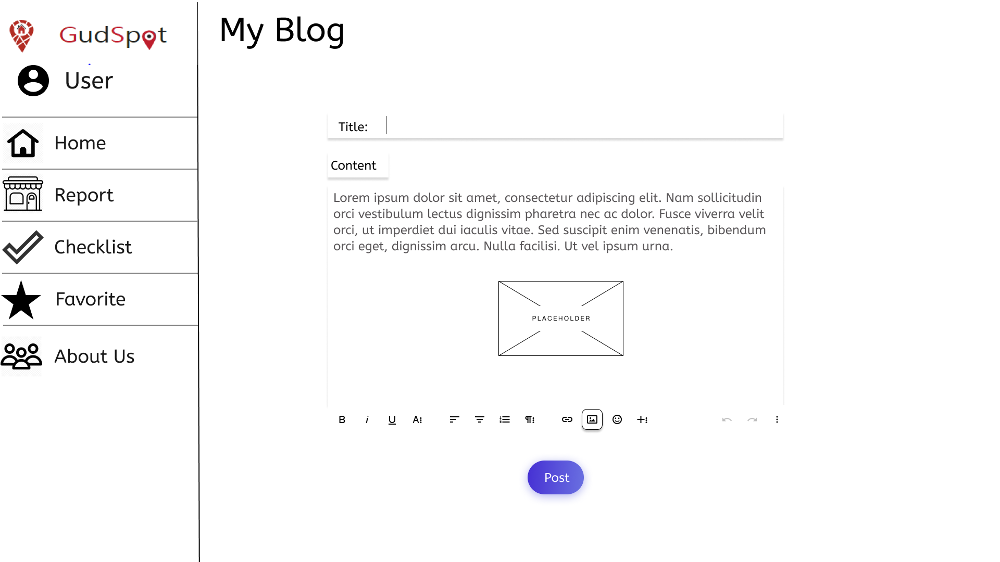 GudSpot
My Blog
User
Home
Report
Checklist
Favorite
About Us
Title:
Content
Lorem ipsum dolor sit amet, consectetur adipiscing elit. Nam sollicitudin
orci vestibulum lectus dignissim pharetra nec ac dolor. Fusce viverra velit
orci, ut imperdiet dui iaculis vitae. Sed suscipit enim venenatis, bibendum
orci eget, dignissim arcu. Nulla facilisi. Ut vel ipsum urna.
PLACEHOLDER
B i U A
Post